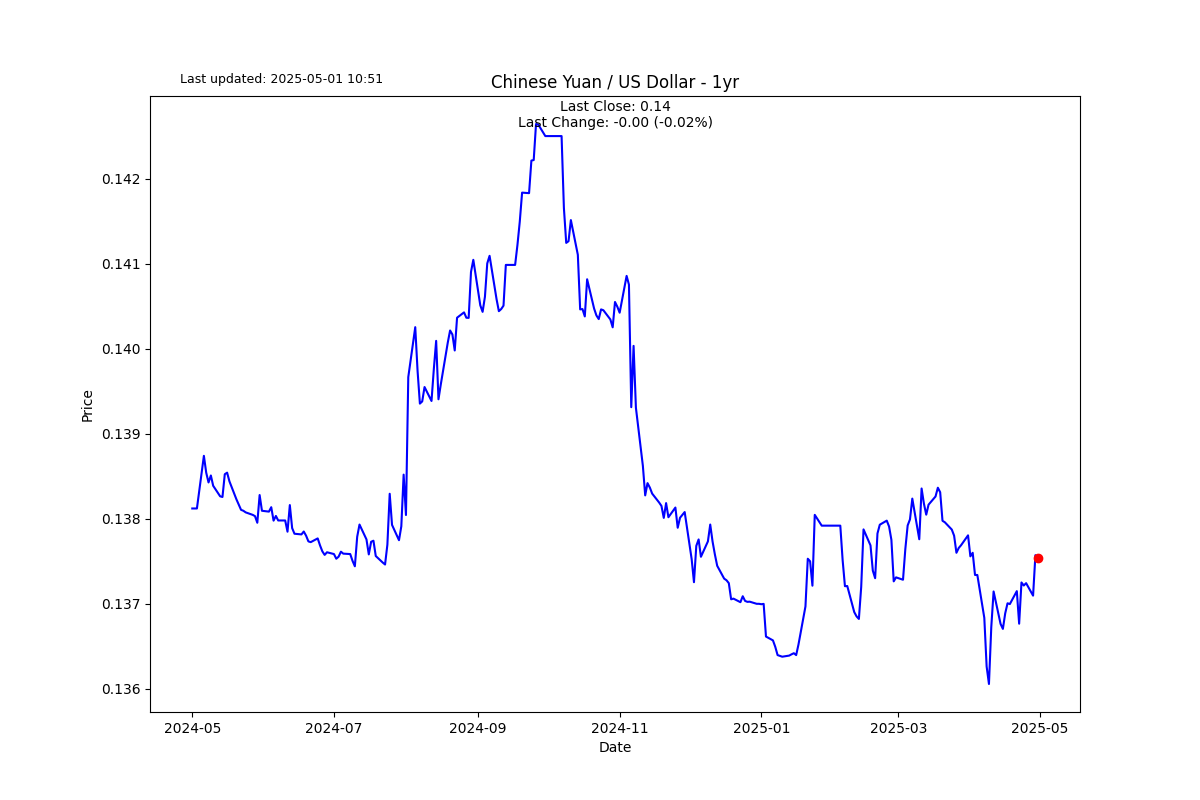 Last updated: 2025-05-01 10:51
Chinese Yuan / US Dollar - 1yr
Last Close: 0.14
Last Change: -0.00 (-0.02%)
0.142
0.141
0.140
0.139
0.138
0.137
0.136
Price
2024-05
2024-07
2024-09
2024-11
2025-01
2025-03
2025-05
Date